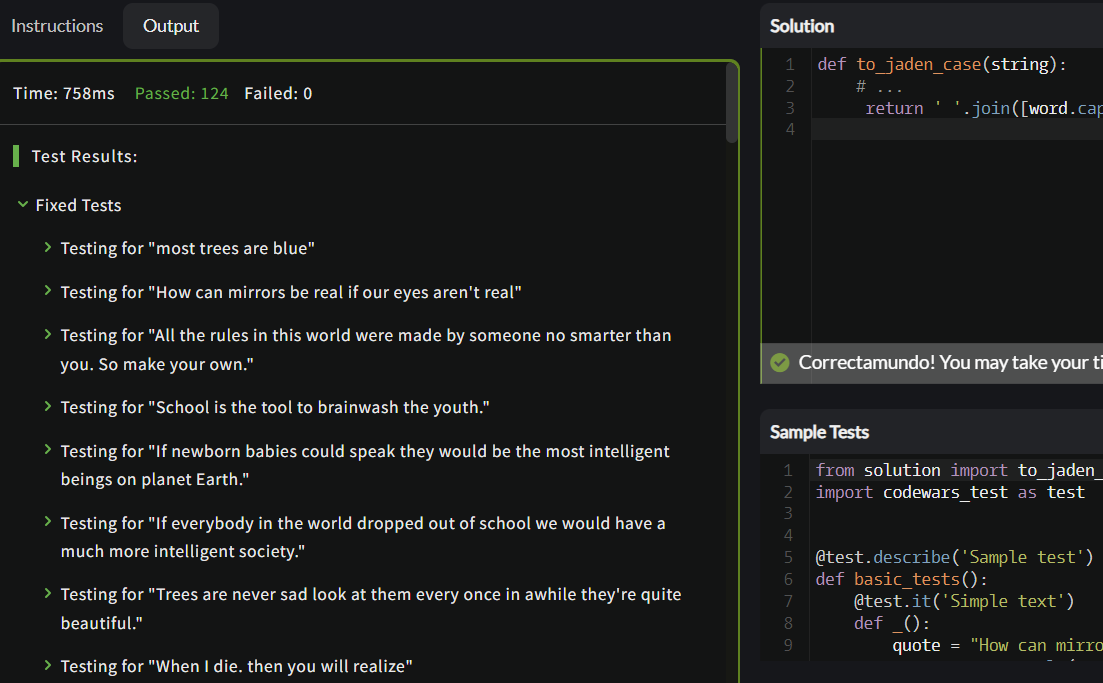 Instructions
Output
Time: 758ms Passed: 124 Failed: 0
Test Results:
Fixed Tests
Testing for "most trees are blue"
Testing for "How can mirrors be real if our eyes aren't real"
Testing for "All the rules in this world were made by someone no smarter than
you. So make your own."
Testing for "School is the tool to brainwash the youth."
Testing for "If newborn babies could speak they would be the most intelligent
beings on planet Earth."
Testing for "If everybody in the world dropped out of school we would have a
much more intelligent society."
Testing for "Trees are never sad look at them every once in awhile they're quite
beautiful."
Testing for "When I die. then you will realize"
Solution
1 def to_jaden_case(string):
2 # ...
3 return ' '.join([word.cap
4
Correctamundo! You may take your ti
Sample Tests
1 from solution import to_jaden_
2 import codewars_test as test
3
4
5 @test.describe('Sample test')
6 def basic_tests():
7 @test.it('Simple text')
8 def _():
9 quote = "How can mirro